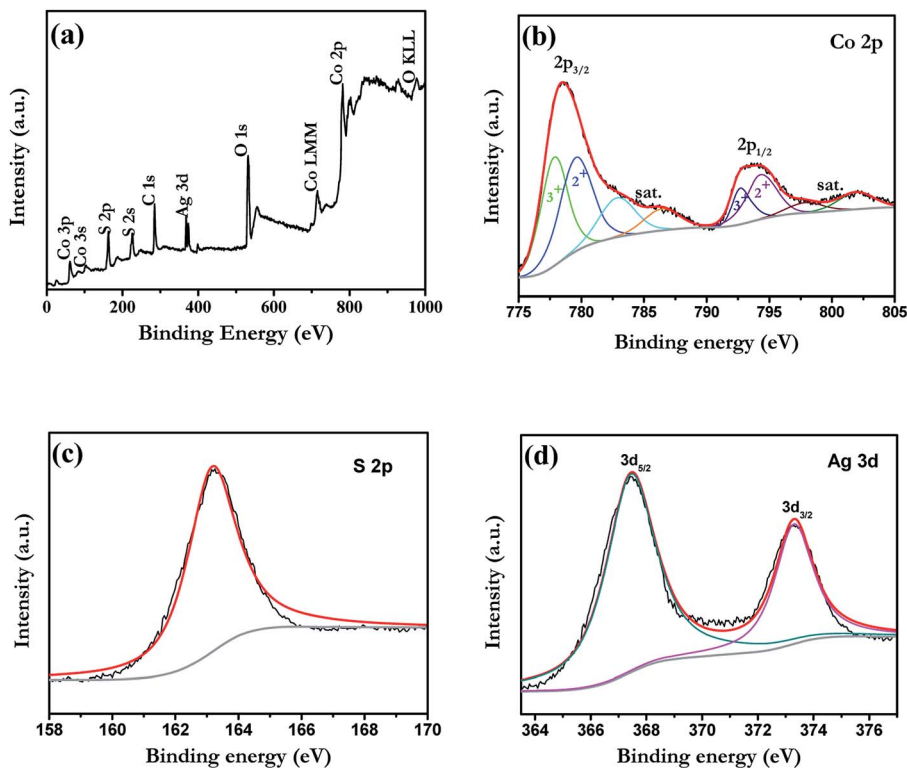 (a)
Intensity (a.u.)
Co 3p
Co 3s
S 2p
S 2s
C 1s
Ag 3d
O 1s
Co LMM
Co 2p
O KLL
0 200 400 600 800 1000
Binding Energy (eV)
(b)
Co 2p
Intensity (a.u.)
2p3/2
3+
2+
sat.
2p1/2
3+
2+
sat.
775 780 785 790 795 800 805
Binding energy (eV)
(c)
S 2p
Intensity (a.u.)
158 160 162 164 166 168 170
Binding energy (eV)
(d)
Ag 3d
Intensity (a.u.)
3d5/2
3d3/2
364 366 368 370 372 374 376
Binding energy (eV)